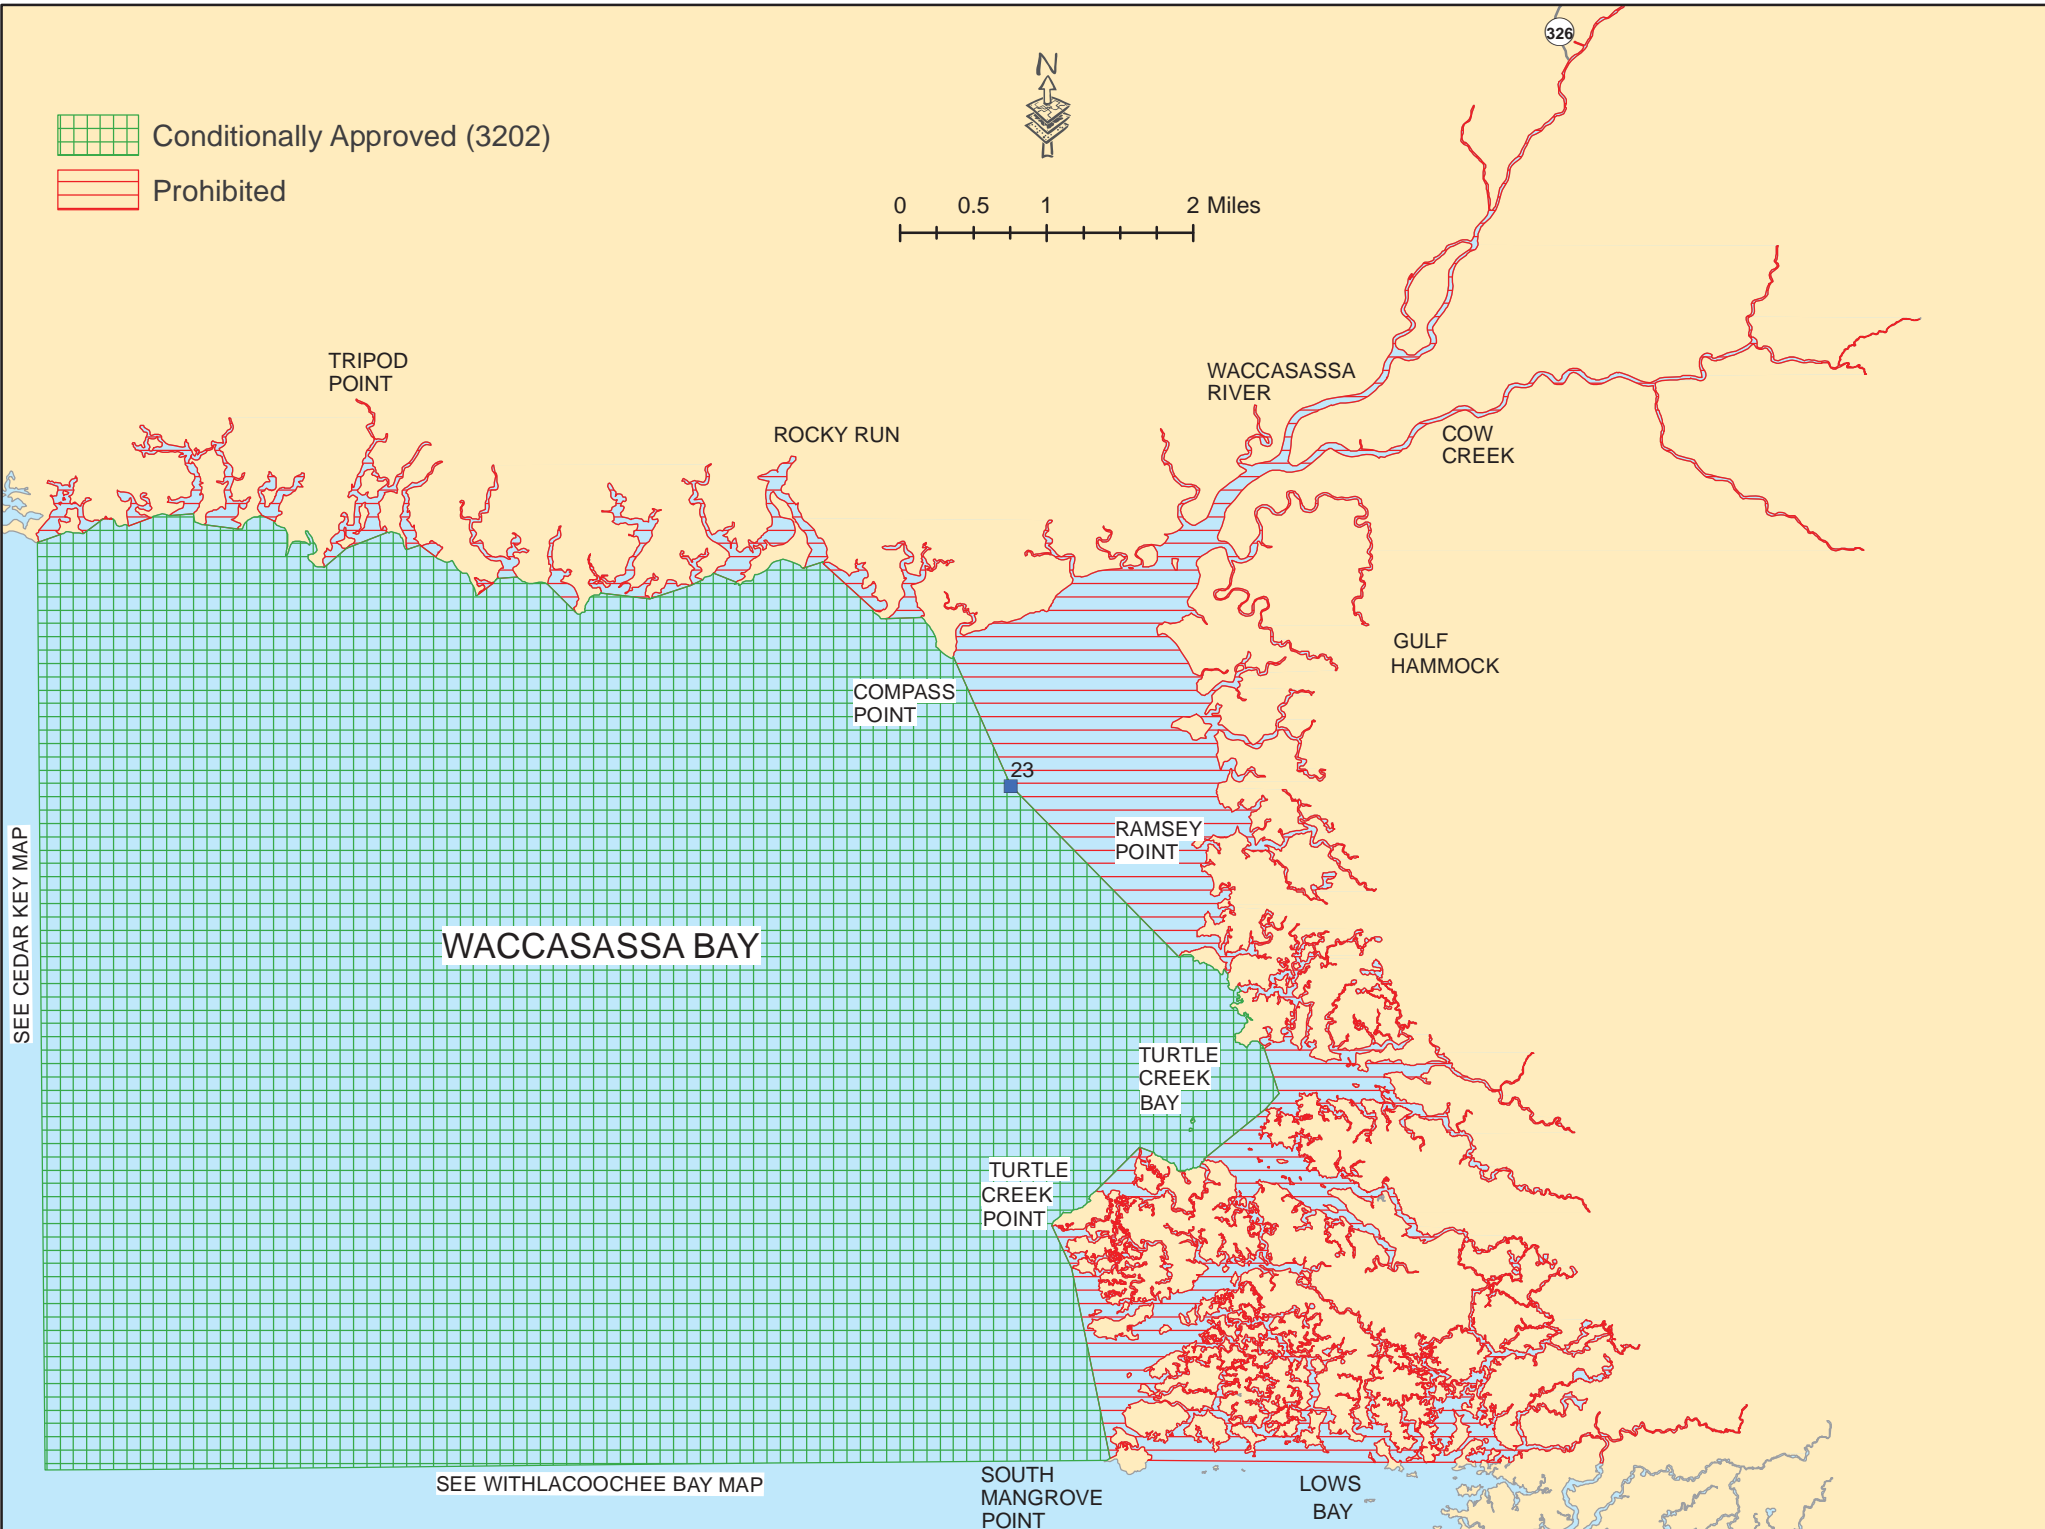 326
N
Conditionally Approved (3202)
Prohibited
0 0.5 1 2 Miles
TRIPOD
POINT
WACCASASSA
RIVER
ROCKY RUN
COW
CREEK
GULF
HAMMOCK
COMPASS
POINT
23
RAMSEY
POINT
SEE CEDAR KEY MAP
WACCASASSA BAY
TURTLE
CREEK
BAY
TURTLE
CREEK
POINT
SEE WITHLACOOCHEE BAY MAP
SOUTH
MANGROVE
POINT
LOWS
BAY